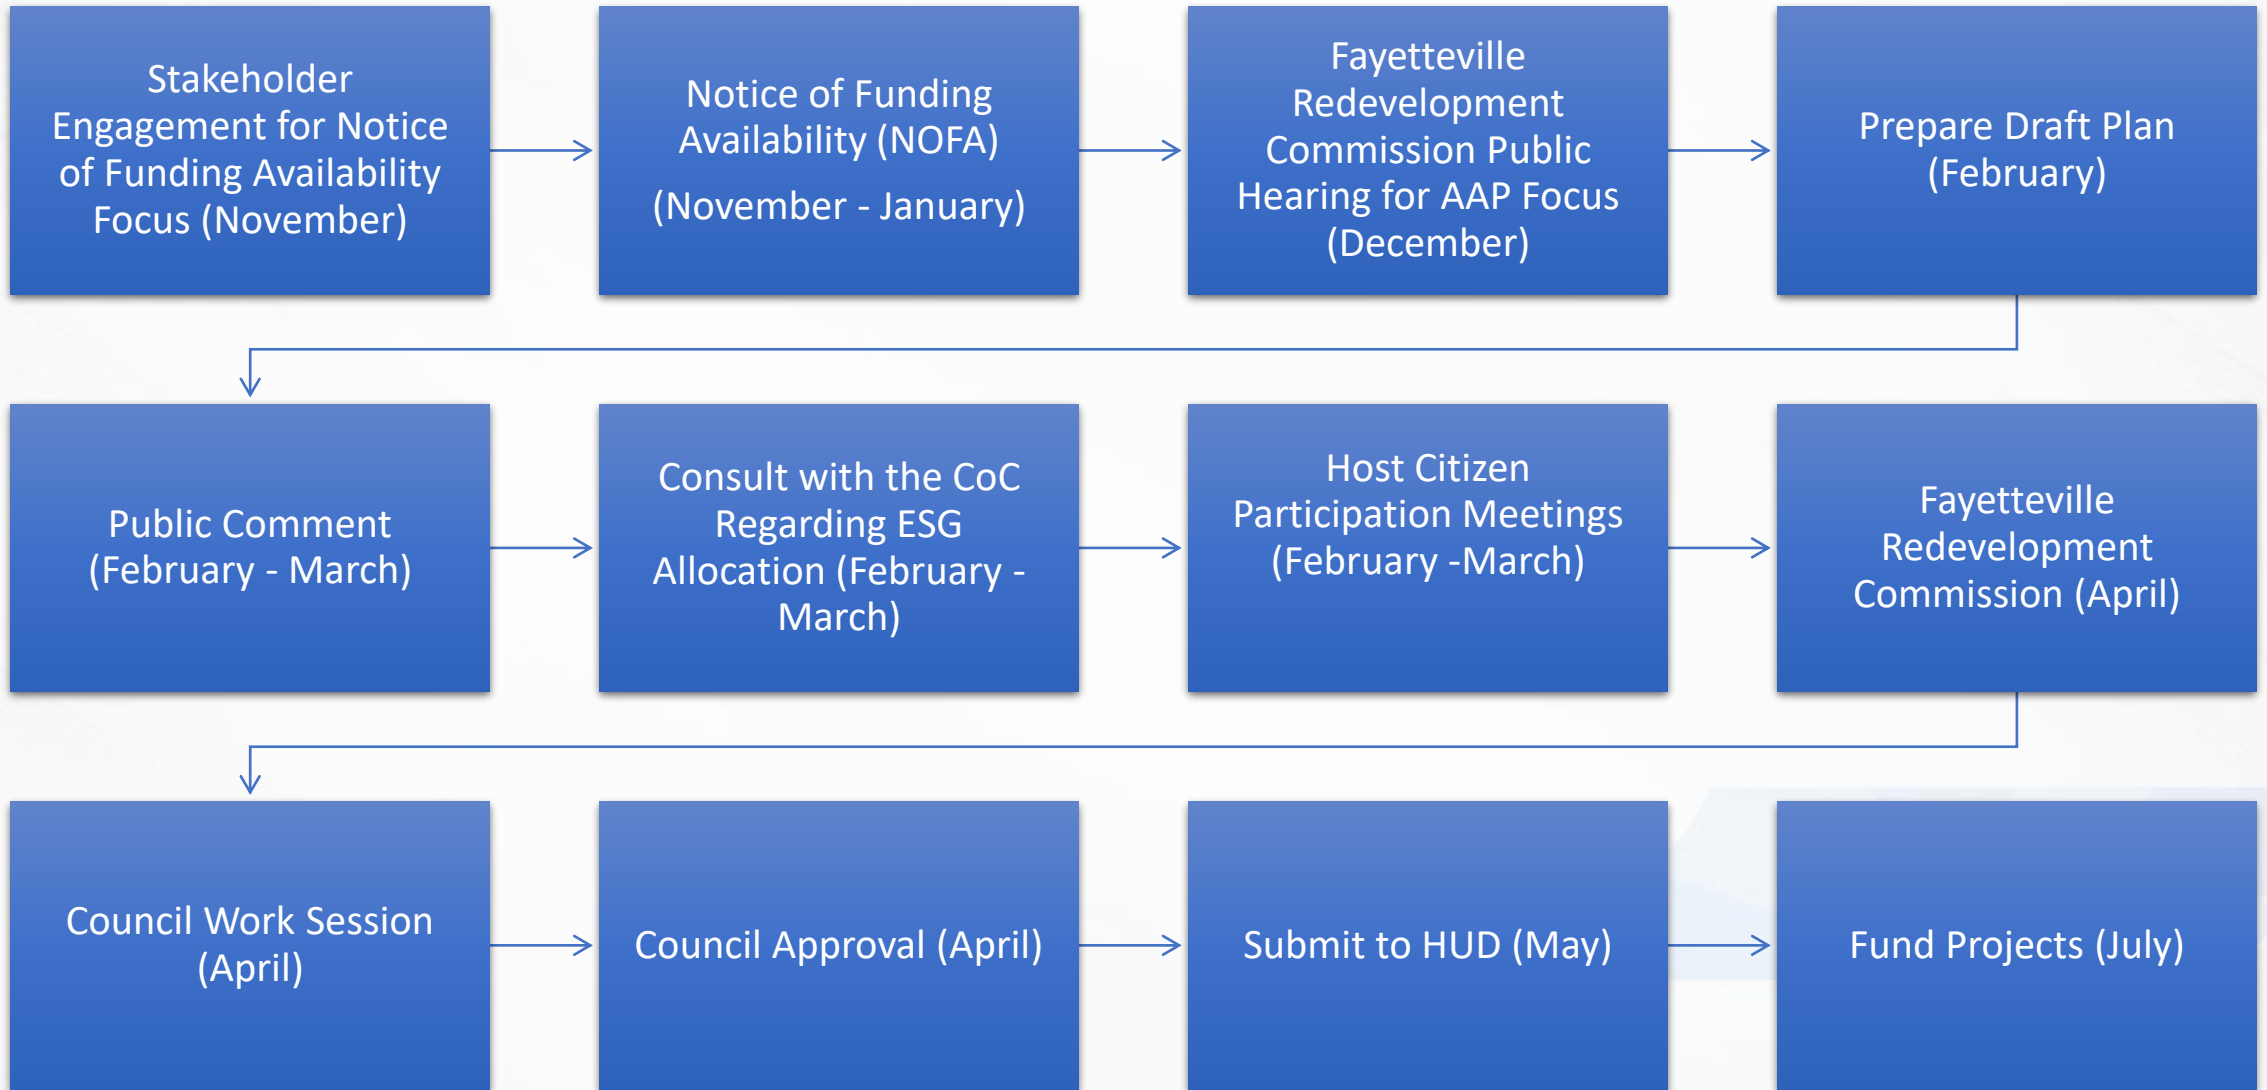 Stakeholder
Engagement for Notice
of Funding Availability
Focus (November)
Notice of Funding
Availability (NOFA)
(November - January)
Fayetteville
Redevelopment
Commission Public
Hearing for AAP Focus
(December)
Prepare Draft Plan
(February)
Public Comment
(February - March)
Consult with the CoC
Regarding ESG
Allocation (February -
March)
Host Citizen
Participation Meetings
(February -March)
Fayetteville
Redevelopment
Commission (April)
Council Work Session
(April)
Council Approval (April)
Submit to HUD (May)
Fund Projects (July)